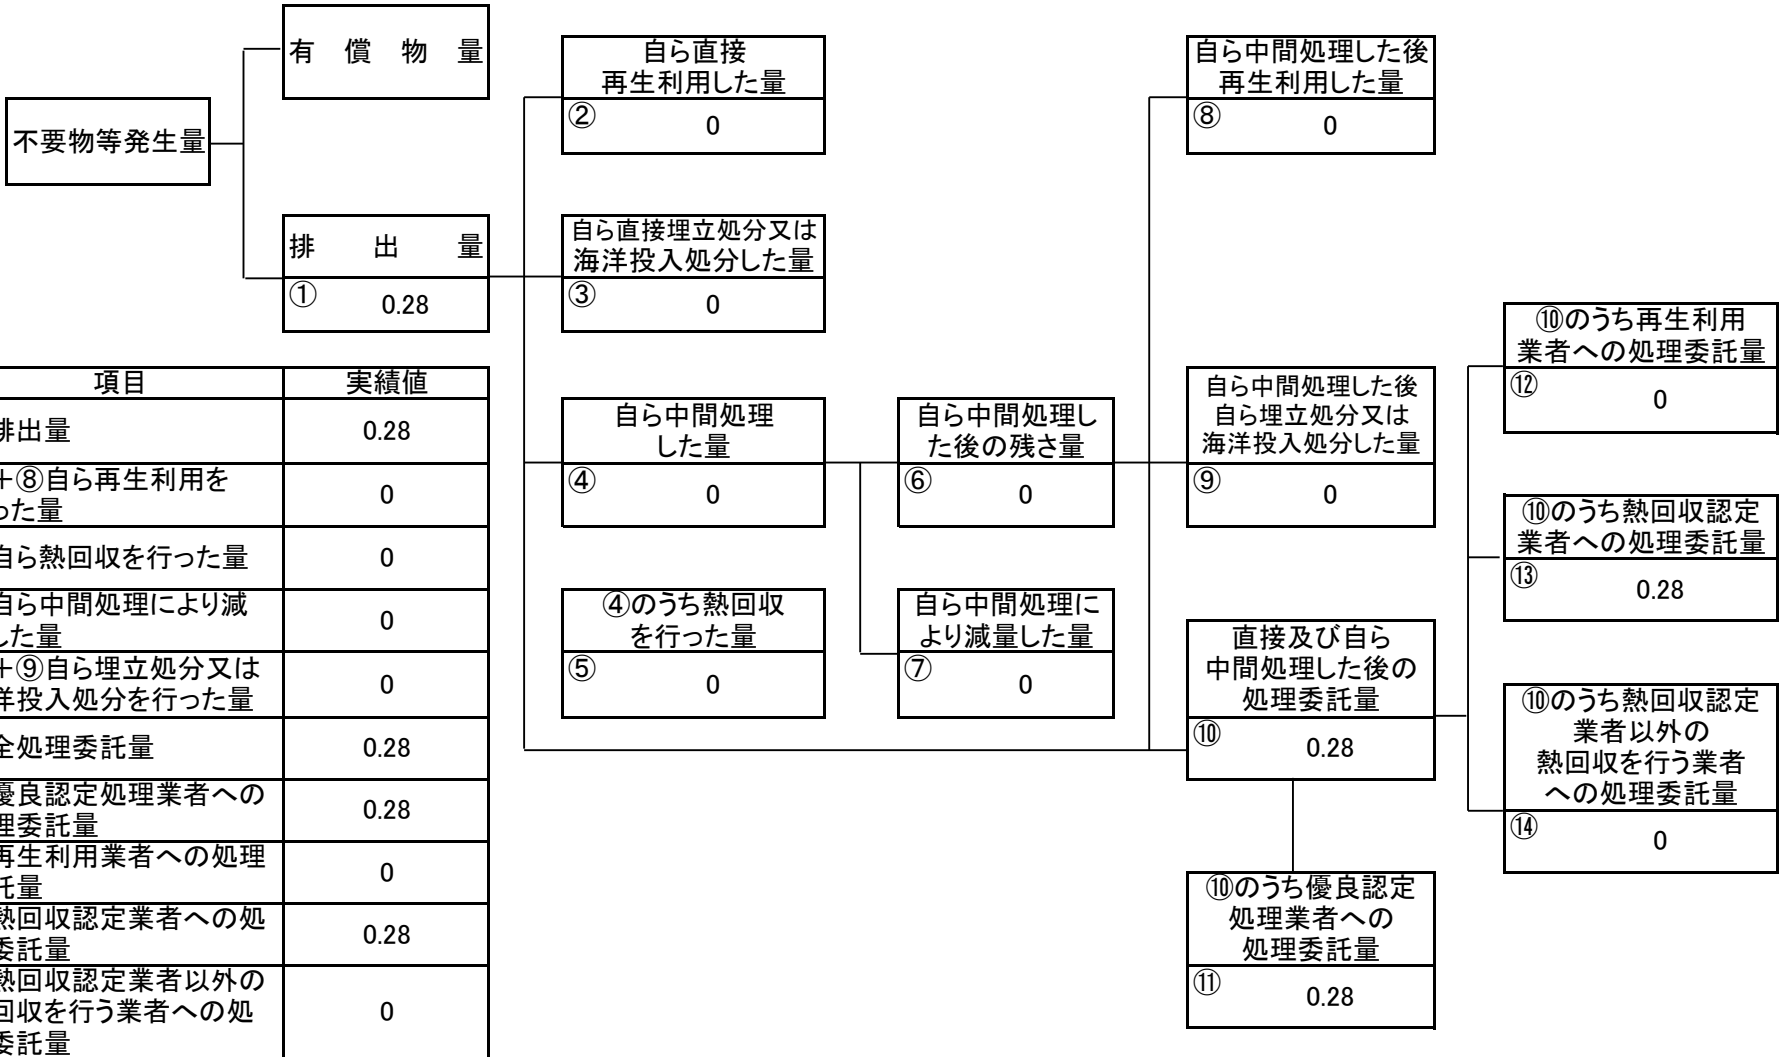 不要物等発生量
有償物量
排出量
① 0.28
自ら直接
再生利用した量
② 0
自ら直接埋立処分又は
海洋投入処分した量
③ 0
自ら中間処理
した量
④ 0
④のうち熱回収
を行った量
⑤ 0
自ら中間処理し
た後の残さ量
⑥ 0
自ら中間処理に
より減量した量
⑦ 0
自ら中間処理した後
再生利用した量
⑧ 0
自ら中間処理した後
自ら埋立処分又は
海洋投入処分した量
⑨ 0
直接及び自ら
中間処理した後の
処理委託量
⑩ 0.28
⑩のうち優良認定
処理業者への
処理委託量
⑪ 0.28
⑩のうち再生利用
業者への処理委託量
⑫ 0
⑩のうち熱回収認定
業者への処理委託量
⑬ 0.28
⑩のうち熱回収認定
業者以外の
熱回収を行う業者
への処理委託量
⑭ 0
項目 実績値
排出量 0.28
+⑧自ら再生利用を
った量 0
自ら熱回収を行った量 0
自ら中間処理により減
した量 0
+⑨自ら埋立処分又は
洋投入処分を行った量 0
全処理委託量 0.28
優良認定処理業者への
理委託量 0.28
再生利用業者への処理
託量 0
熱回収認定業者への処
委託量 0.28
熱回収認定業者以外の
回収を行う業者への処
委託量 0